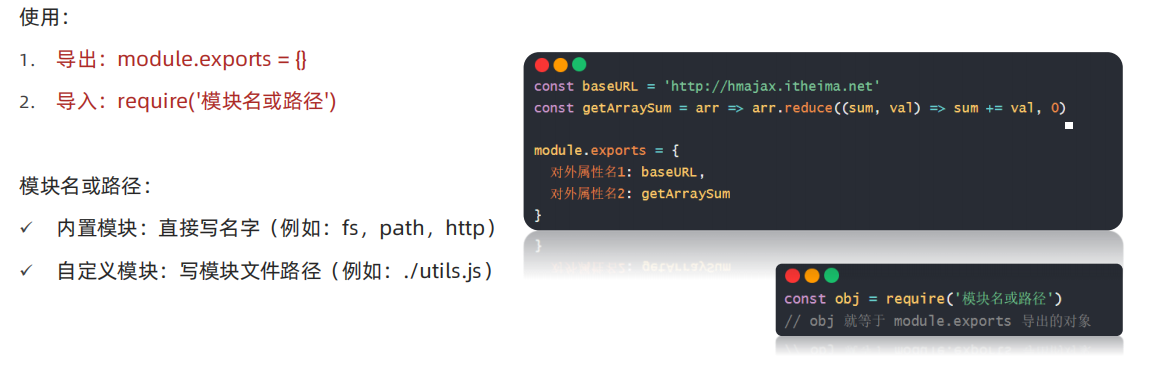 使用：
1. 导出：module.exports = {}
2. 导入：require('模块名或路径')
模块名或路径：
✓ 内置模块：直接写名字（例如：fs，path，http）
✓ 自定义模块：写模块文件路径（例如：./utils.js）
const baseURL = 'http://hmajax.itheima.net'
const getArraySum = arr => arr.reduce((sum, val) => sum += val, 0)
module.exports = {
对外属性名1: baseURL,
对外属性名2: getArraySum
}
const obj = require('模块名或路径')
// obj 就等于 module.exports 导出的对象